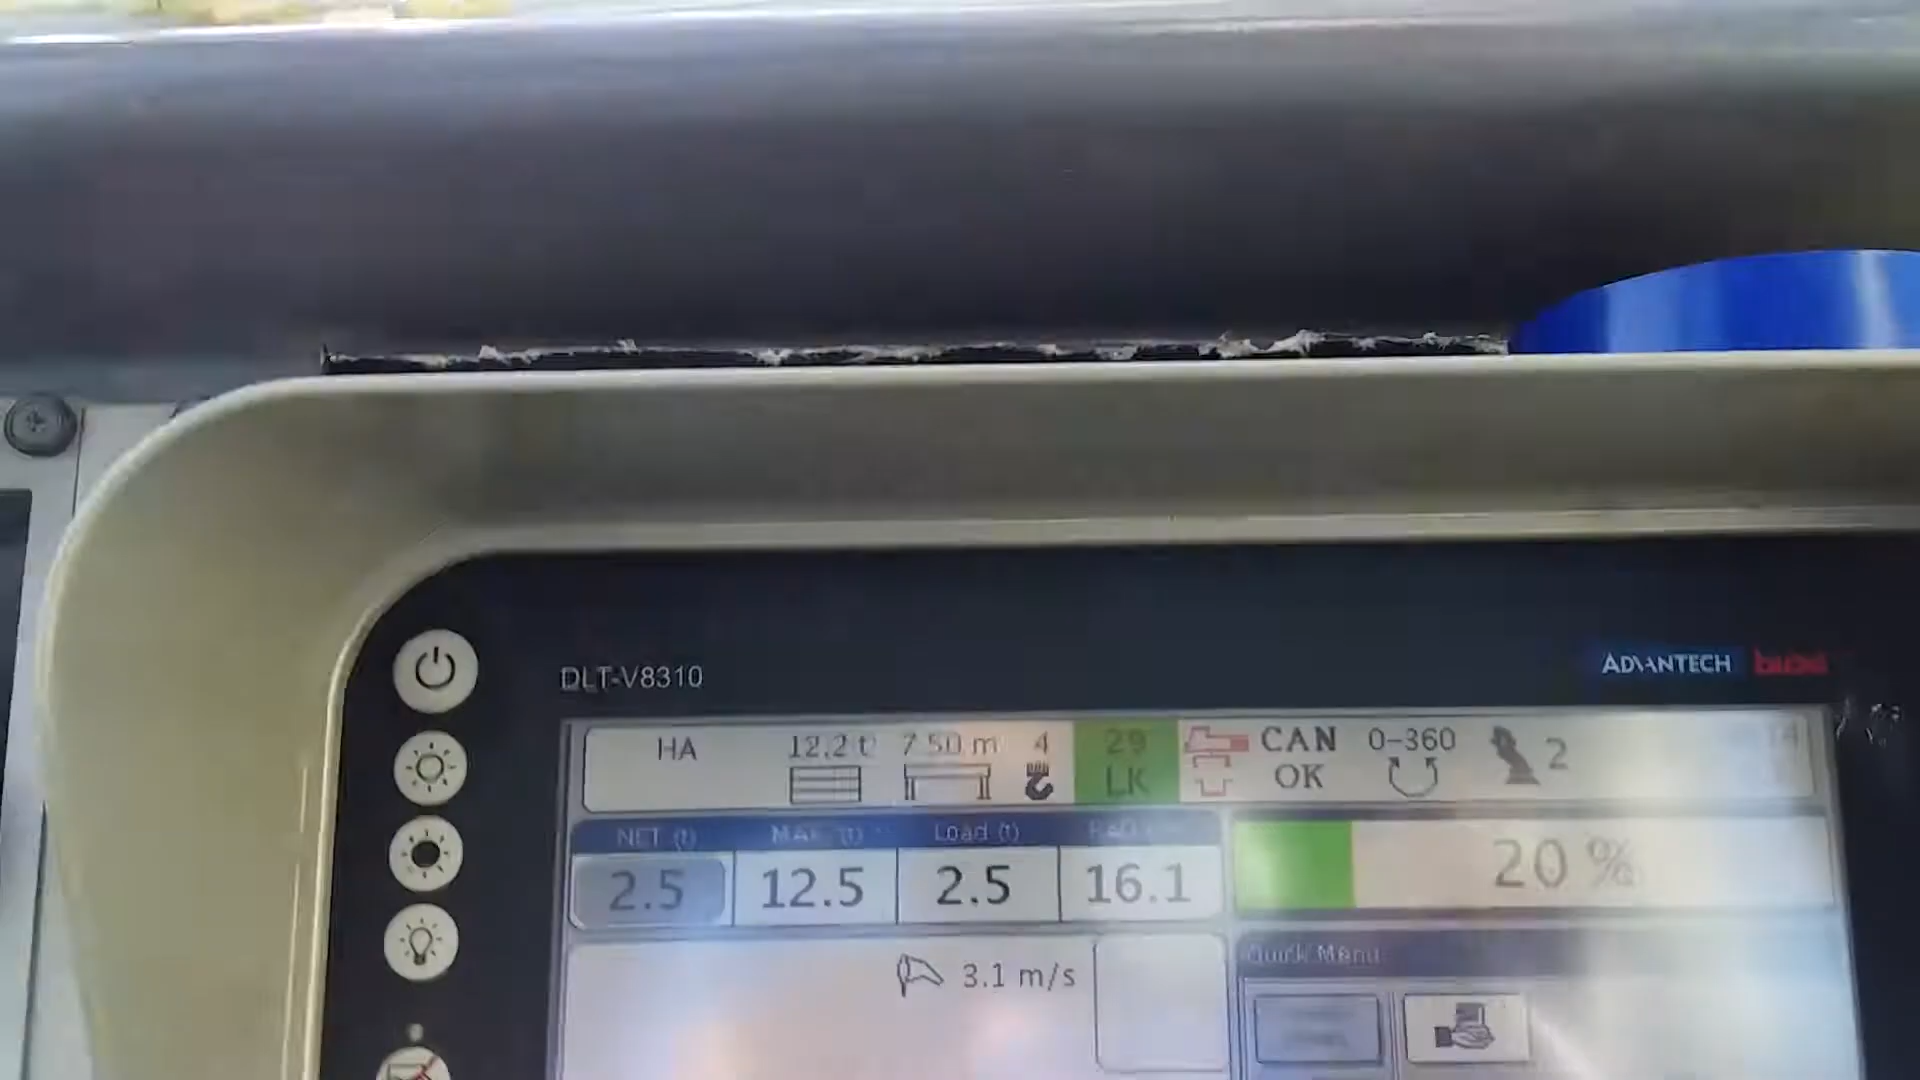 DLT-V8310
ADVANTECH
HA 12.2 t 7.50 m 4 29 LK CAN OK 0-360 2
NET (t) MAX (t) Load (t)
2.5 12.5 2.5 16.1 20 %
3.1 m/s
Quick Menu